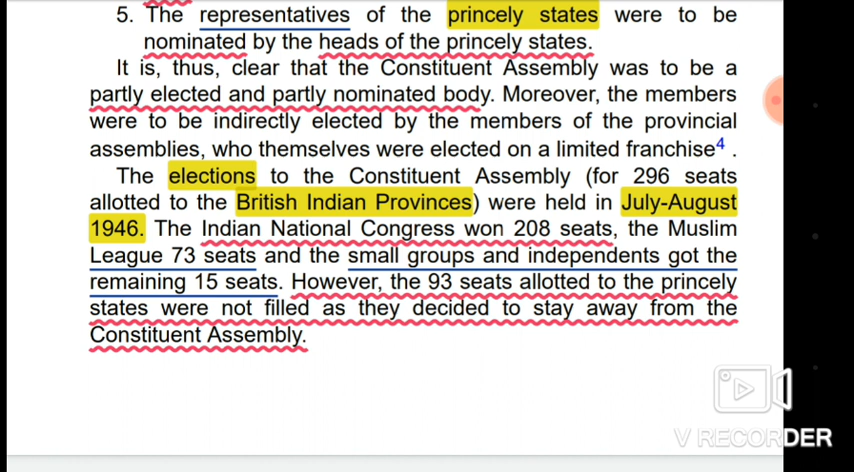 5. The representatives of the princely states were to be
nominated by the heads of the princely states.
It is, thus, clear that the Constituent Assembly was to be a
partly elected and partly nominated body. Moreover, the members
were to be indirectly elected by the members of the provincial
assemblies, who themselves were elected on a limited franchise4 .
The elections to the Constituent Assembly (for 296 seats
allotted to the British Indian Provinces) were held in July-August
1946. The Indian National Congress won 208 seats, the Muslim
League 73 seats and the small groups and independents got the
remaining 15 seats. However, the 93 seats allotted to the princely
states were not filled as they decided to stay away from the
Constituent Assembly.
V RECORDER